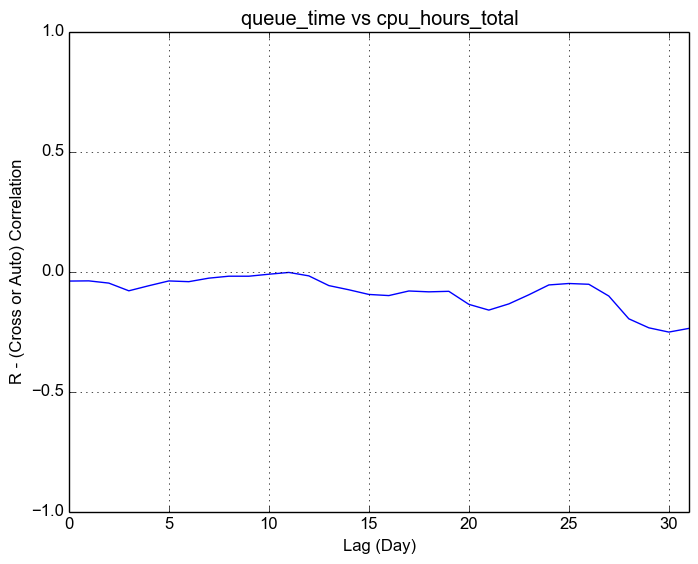 queue_time vs cpu_hours_total
1.0
0.5
0.0
−0.5
−1.0
R - (Cross or Auto) Correlation
0 5 10 15 20 25 30
Lag (Day)